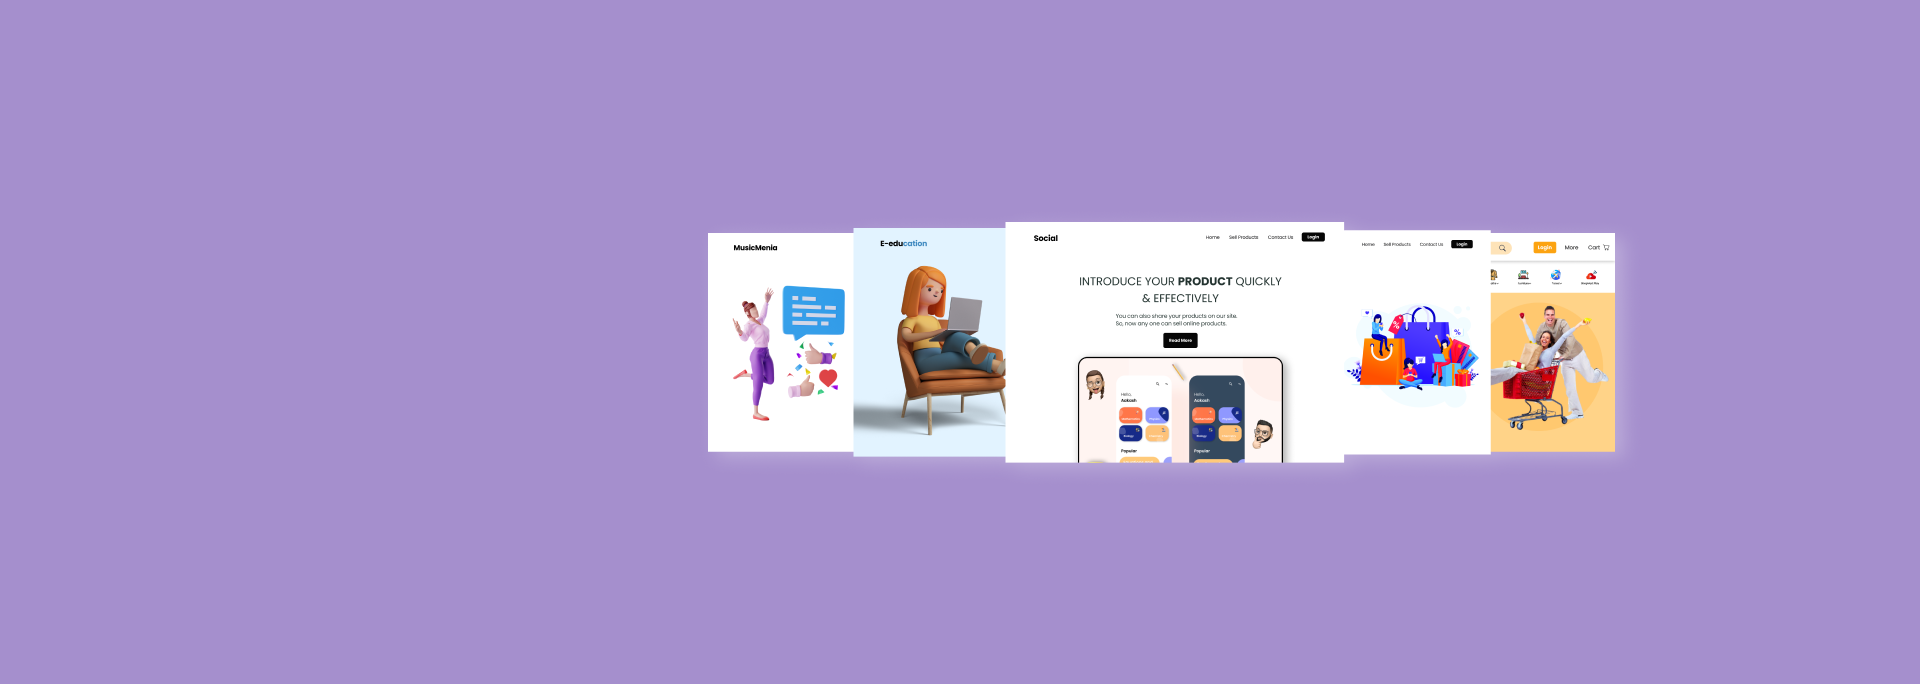 MusicMenia
E-education
Social
Home Sell Products Contact Us Login
INTRODUCE YOUR PRODUCT QUICKLY
& EFFECTIVELY
You can also share your products on our site.
So, now any one can sell online products.
Read More
Hello,
Aakash
Biology
Popular
Hello,
Aakash
Biology
Popular
Home Sell Products Contact Us Login
%
%
Login More Cart